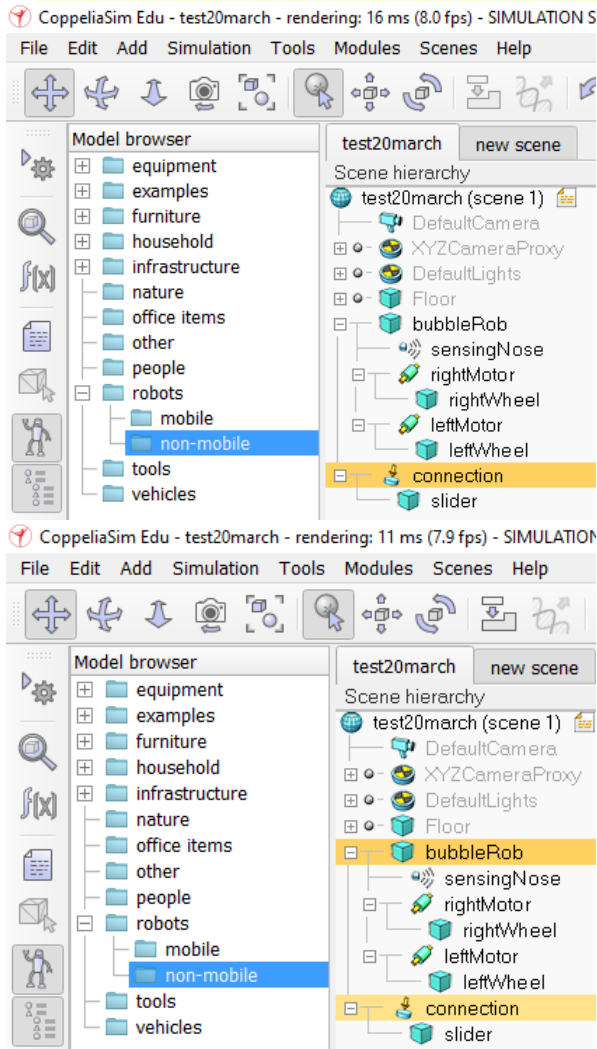 CoppeliaSim Edu - test20march - rendering: 16 ms (8.0 fps) - SIMULATION S
File Edit Add Simulation Tools Modules Scenes Help
Model browser
equipment
examples
furniture
household
infrastructure
nature
office items
other
people
robots
mobile
non-mobile
tools
vehicles
f(x)
test20march new scene
Scene hierarchy
test20march (scene 1)
DefaultCamera
XYZCameraProxy
DefaultLights
Floor
bubbleRob
sensingNose
rightMotor
rightWheel
leftMotor
leftWheel
connection
slider
CoppeliaSim Edu - test20march - rendering: 11 ms (7.9 fps) - SIMULATION
File Edit Add Simulation Tools Modules Scenes Help
Model browser
equipment
examples
furniture
household
infrastructure
nature
office items
other
people
robots
mobile
non-mobile
tools
vehicles
f(x)
test20march new scene
Scene hierarchy
test20march (scene 1)
DefaultCamera
XYZCameraProxy
DefaultLights
Floor
bubbleRob
sensingNose
rightMotor
rightWheel
leftMotor
leftWheel
connection
slider